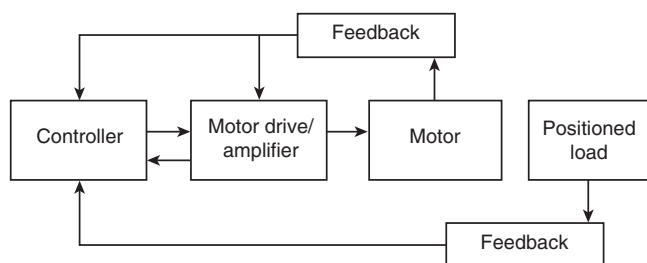 Feedback
Controller
Motor drive/
amplifier
Motor
Positioned
load
Feedback